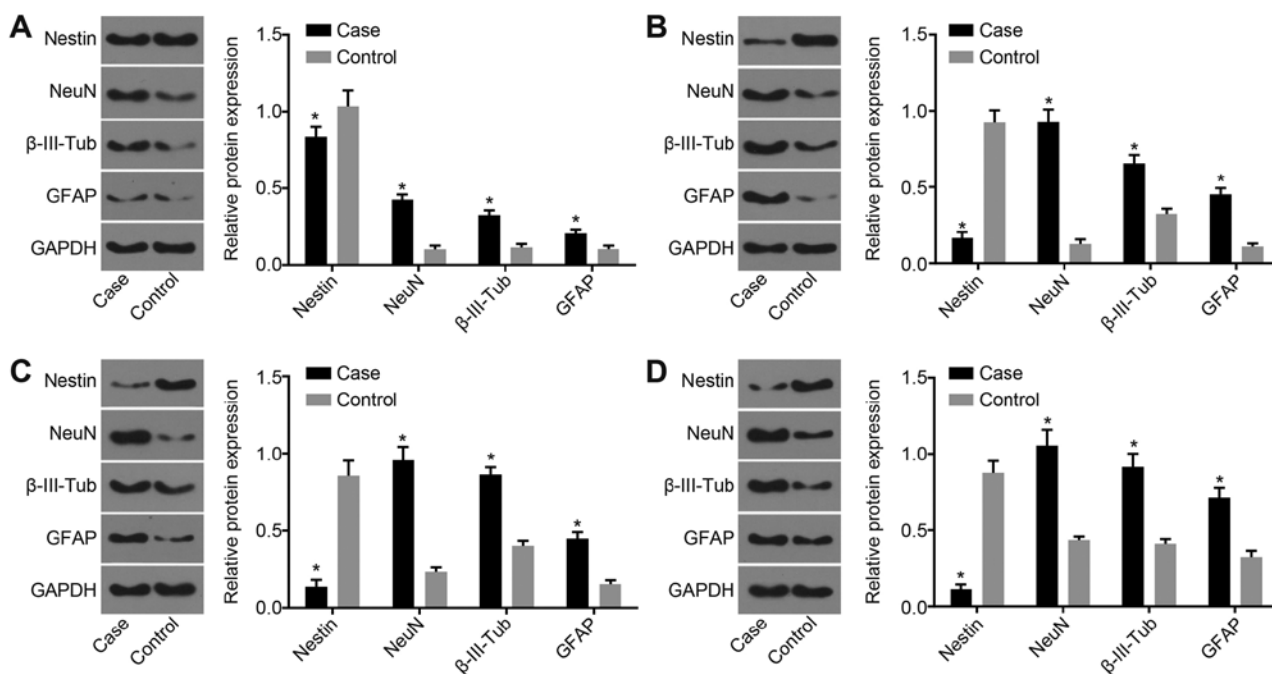 A
Nestin
NeuN
β-III-Tub
GFAP
GAPDH
Case
Control
Relative protein expression
1.5
1.0
0.5
0.0
Case
Control
*
*
*
*
Nestin
NeuN
β-III-Tub
GFAP
B
Nestin
NeuN
β-III-Tub
GFAP
GAPDH
Case
Control
Relative protein expression
1.5
1.0
0.5
0.0
Case
Control
*
*
*
*
Nestin
NeuN
β-III-Tub
GFAP
C
Nestin
NeuN
β-III-Tub
GFAP
GAPDH
Case
Control
Relative protein expression
1.5
1.0
0.5
0.0
Case
Control
*
*
*
*
Nestin
NeuN
β-III-Tub
GFAP
D
Nestin
NeuN
β-III-Tub
GFAP
GAPDH
Case
Control
Relative protein expression
1.5
1.0
0.5
0.0
Case
Control
*
*
*
*
Nestin
NeuN
β-III-Tub
GFAP